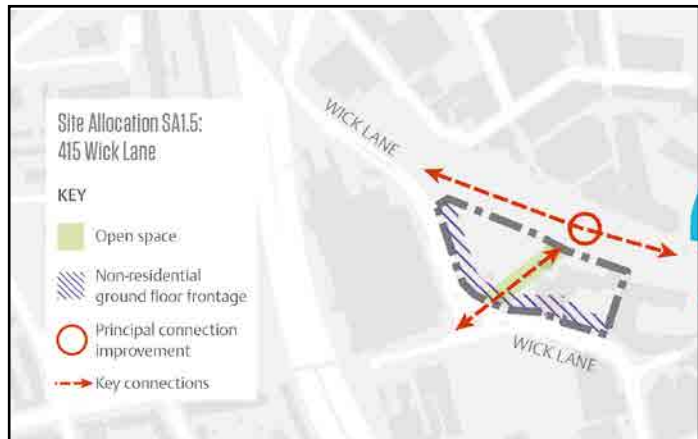 Site Allocation SA1.5:
415 Wick Lane
KEY
Open space
Non-residential
ground floor frontage
Principal connection
improvement
Key connections
WICK LANE
WICK LANE